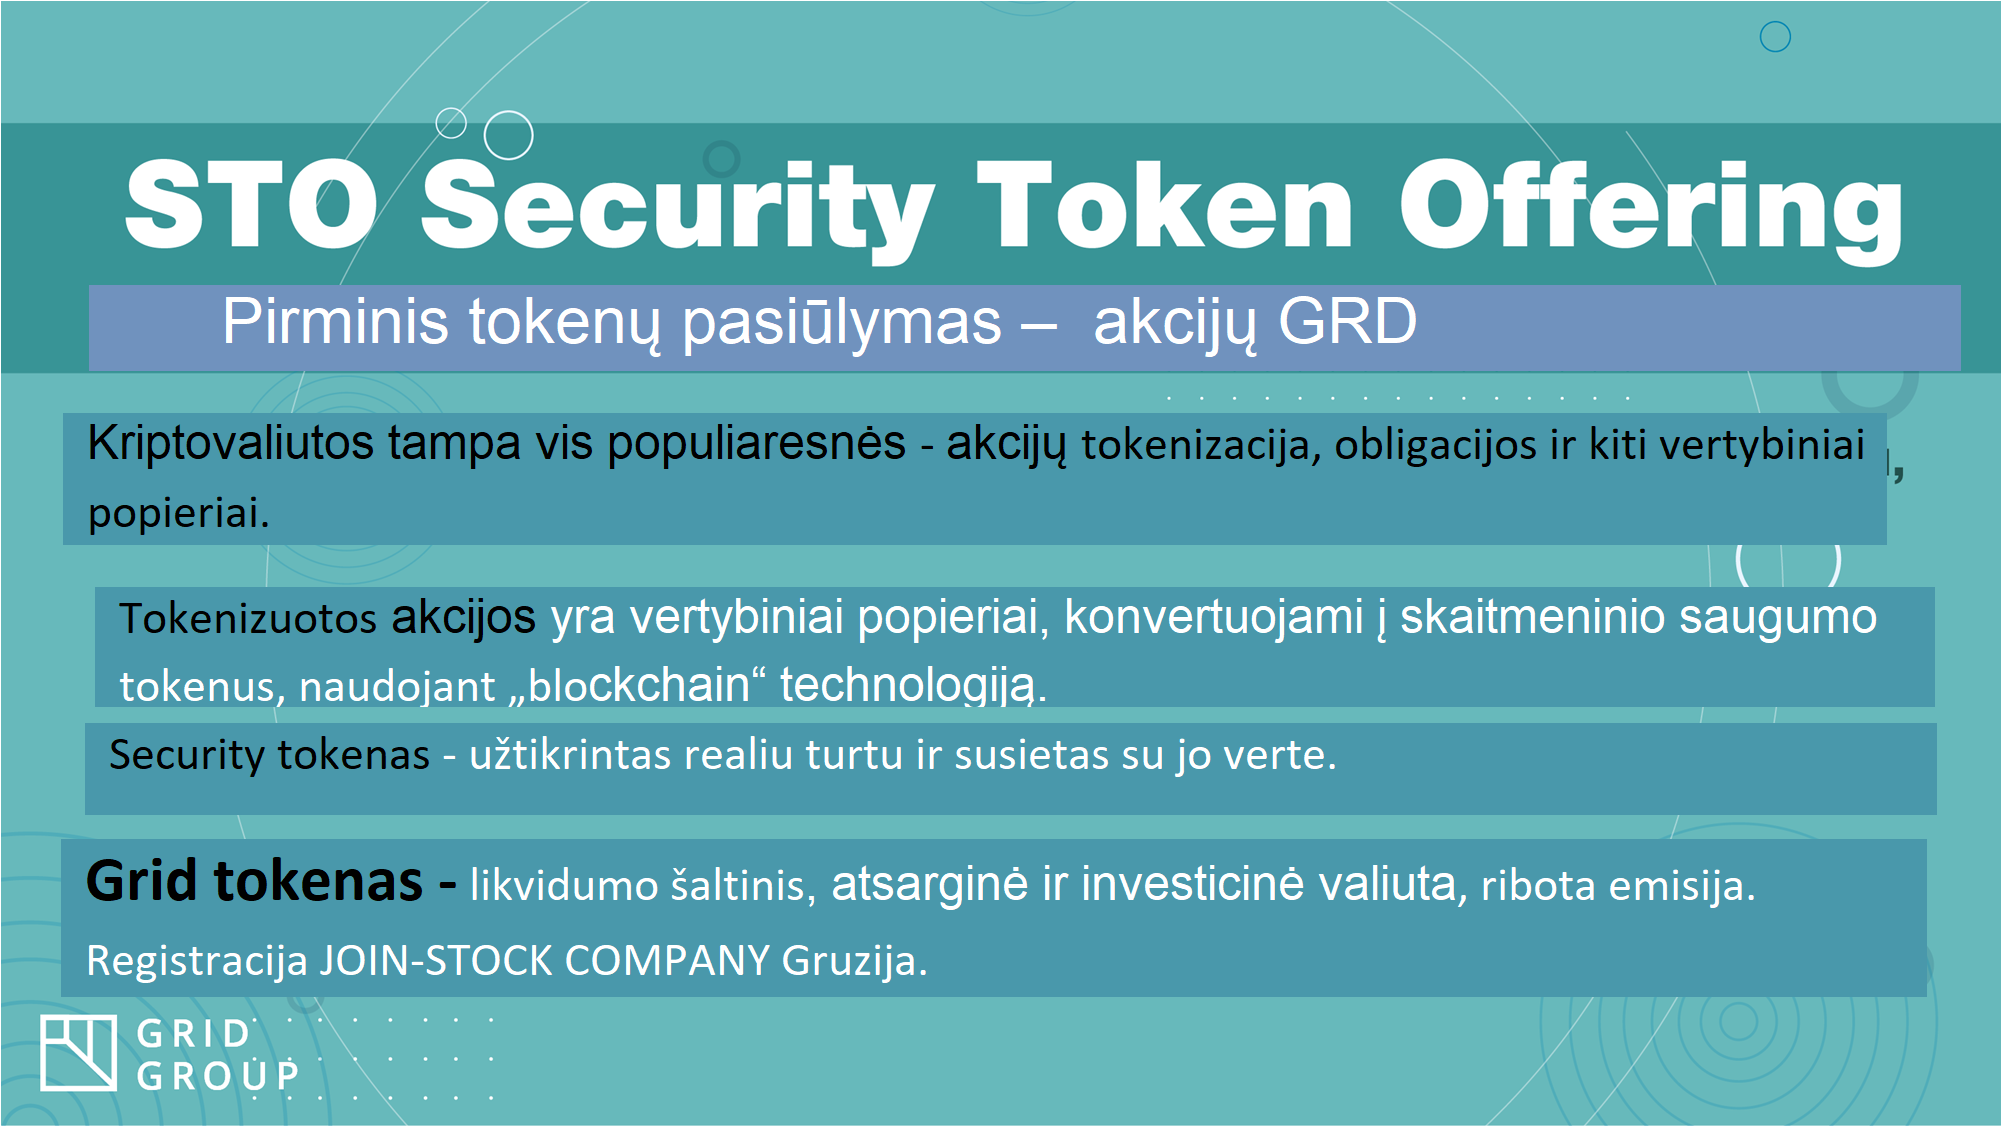 STO Security Token Offering
Pirminis tokenų pasiūlymas – akcijų GRD
Kriptovaliutos tampa vis populiaresnės - akcijų tokenizacija, obligacijos ir kiti vertybiniai
popieriai.
Tokenizuotos akcijos yra vertybiniai popieriai, konvertuojami į skaitmeninio saugumo
tokenus, naudojant „blockchain“ technologiją.
Security tokenas - užtikrintas realiu turtu ir susietas su jo verte.
Grid tokenas - likvidumo šaltinis, atsarginė ir investicinė valiuta, ribota emisija.
Registracija JOIN-STOCK COMPANY Gruzija.
GRID
GROUP